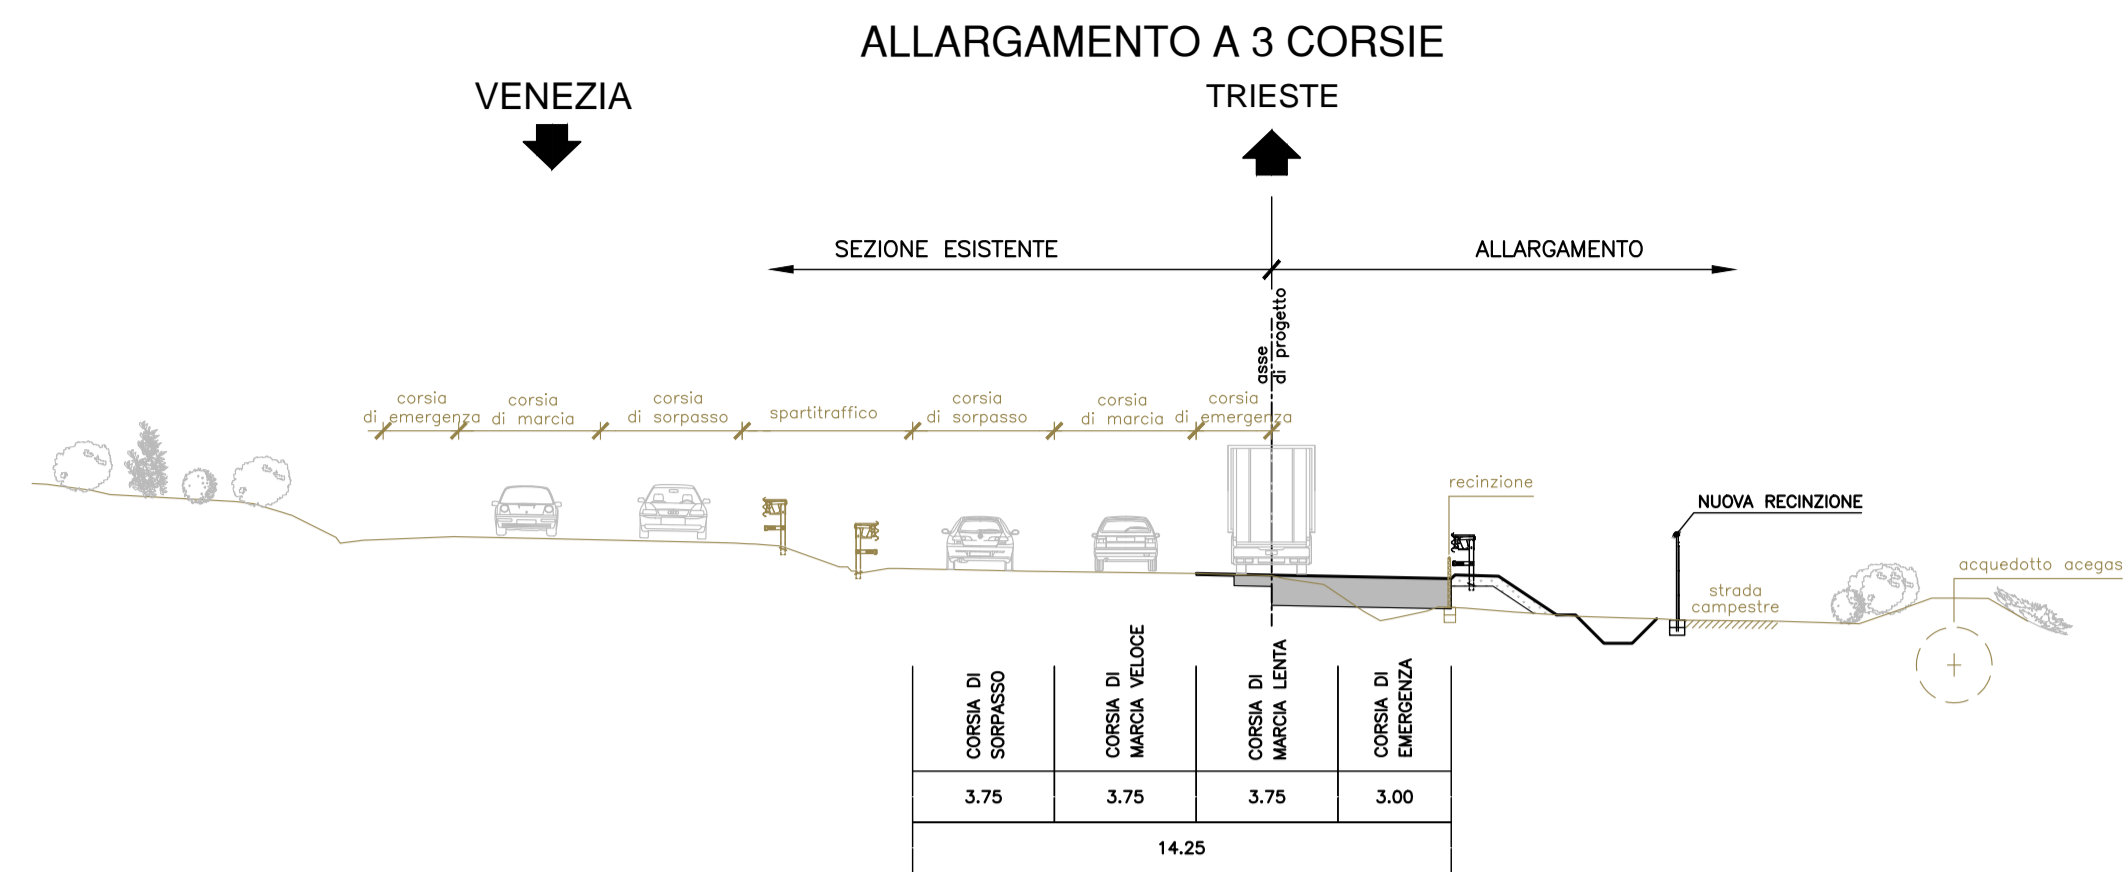 ALLARGAMENTO A 3 CORSIE
VENEZIA
TRIESTE
SEZIONE ESISTENTE
ALLARGAMENTO
asse
di progetto
corsia
di emergenza
corsia
di marcia
corsia
di sorpasso
spartitraffico
corsia
di sorpasso
corsia
di marcia
corsia
di emergenza
recinzione
NUOVA RECINZIONE
strada
campestre
acquedotto acegas
CORSIA DI
SORPASSO
CORSIA DI
MARCIA VELOCE
CORSIA DI
MARCIA LENTA
CORSIA DI
EMERGENZA
3.75
3.75
3.75
3.00
14.25